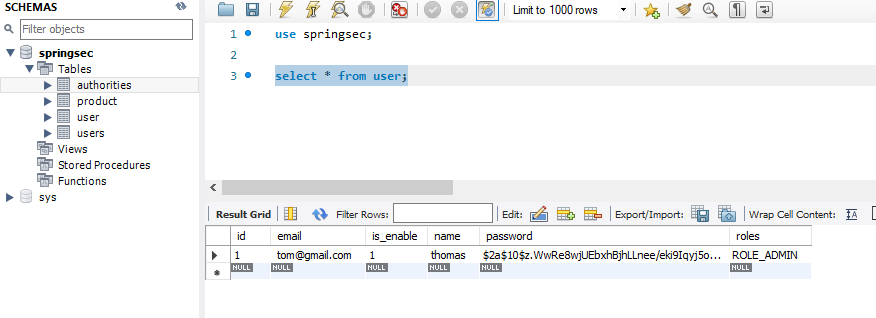 SCHEMAS
Filter objects
springsec
Tables
authorities
product
user
users
Views
Stored Procedures
Functions
sys
Limit to 1000 rows
1 use springsec;
2
3 select * from user;
Result Grid Filter Rows: Edit: Export/Import: Wrap Cell Content:
id email is_enable name password roles
1 tom@gmail.com 1 thomas $2a$10$z.WwRe8wjUEbxhBjhLLnee/eki9Iqyj5o... ROLE_ADMIN
NULL NULL NULL NULL NULL NULL